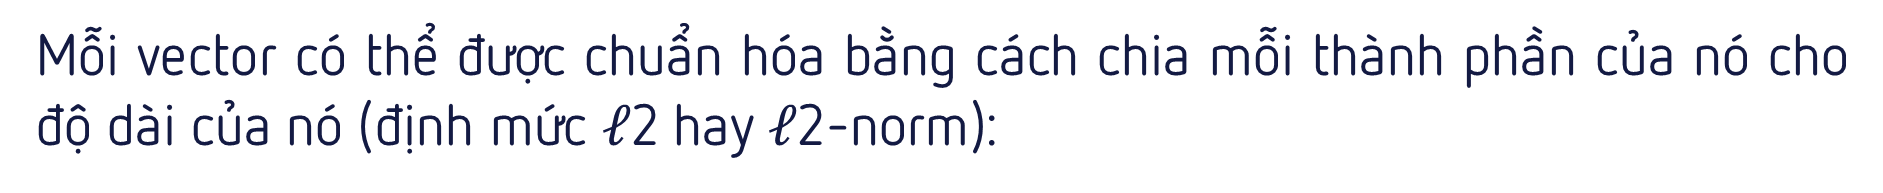 Mỗi vector có thể được chuẩn hóa bằng cách chia mỗi thành phần của nó cho
độ dài của nó (định mức ℓ2 hay ℓ2-norm):